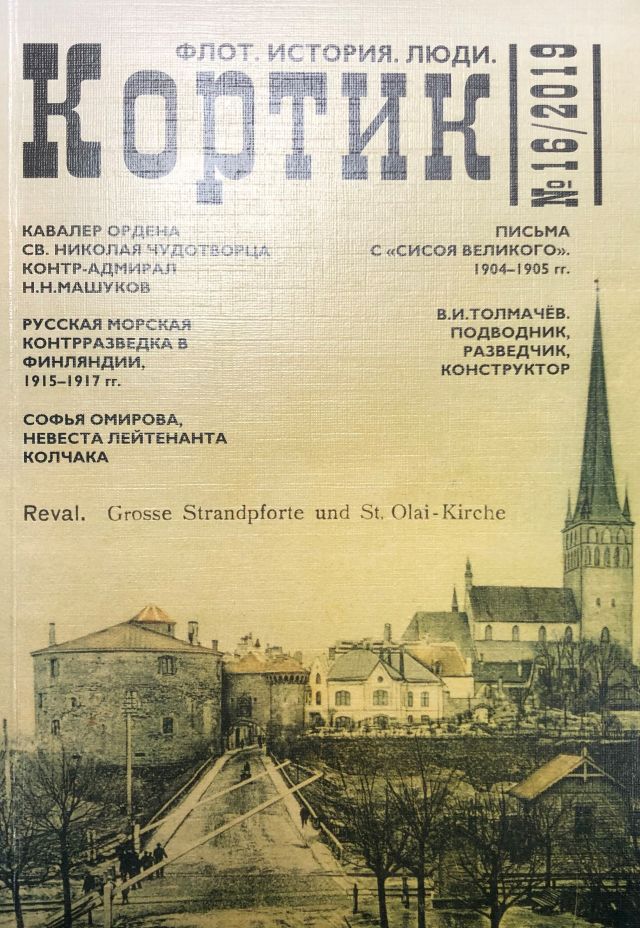 ФЛОТ. ИСТОРИЯ. ЛЮДИ.
Кортик
№ 16/2019
КАВАЛЕР ОРДЕНА
СВ. НИКОЛАЯ ЧУДОТВОРЦА
КОНТР-АДМИРАЛ
Н.Н.МАШУКОВ
РУССКАЯ МОРСКАЯ
КОНТРРАЗВЕДКА В
ФИНЛЯНДИИ,
1915–1917 гг.
СОФЬЯ ОМИРОВА,
НЕВЕСТА ЛЕЙТЕНАНТА
КОЛЧАКА
ПИСЬМА
С «СИСОЯ ВЕЛИКОГО».
1904–1905 гг.
В.И.ТОЛМАЧЁВ.
ПОДВОДНИК,
РАЗВЕДЧИК,
КОНСТРУКТОР
Reval. Grosse Strandpforte und St. Olai-Kirche